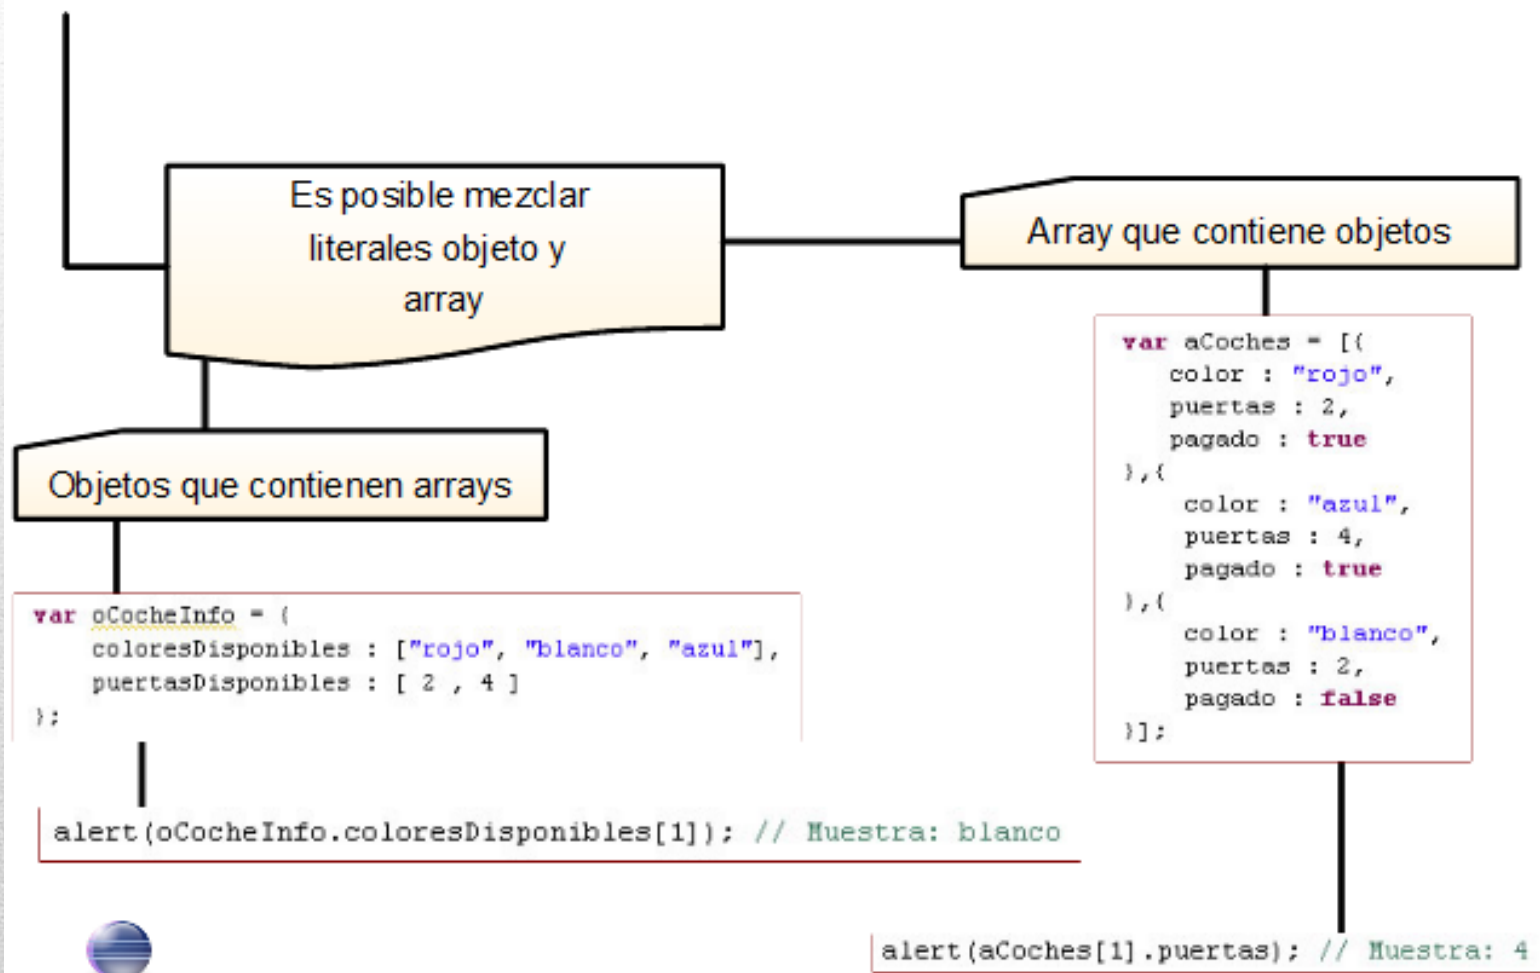 Es posible mezclar
literales objeto y
array
Array que contiene objetos
Objetos que contienen arrays
var oCocheInfo = {
coloresDisponibles : ["rojo", "blanco", "azul"],
puertasDisponibles : [ 2 , 4 ]
};
alert(oCocheInfo.coloresDisponibles[1]); // Muestra: blanco
var aCoches = [{
color : "rojo",
puertas : 2,
pagado : true
},{
color : "azul",
puertas : 4,
pagado : true
},{
color : "blanco",
puertas : 2,
pagado : false
}];
alert(aCoches[1].puertas); // Muestra: 4